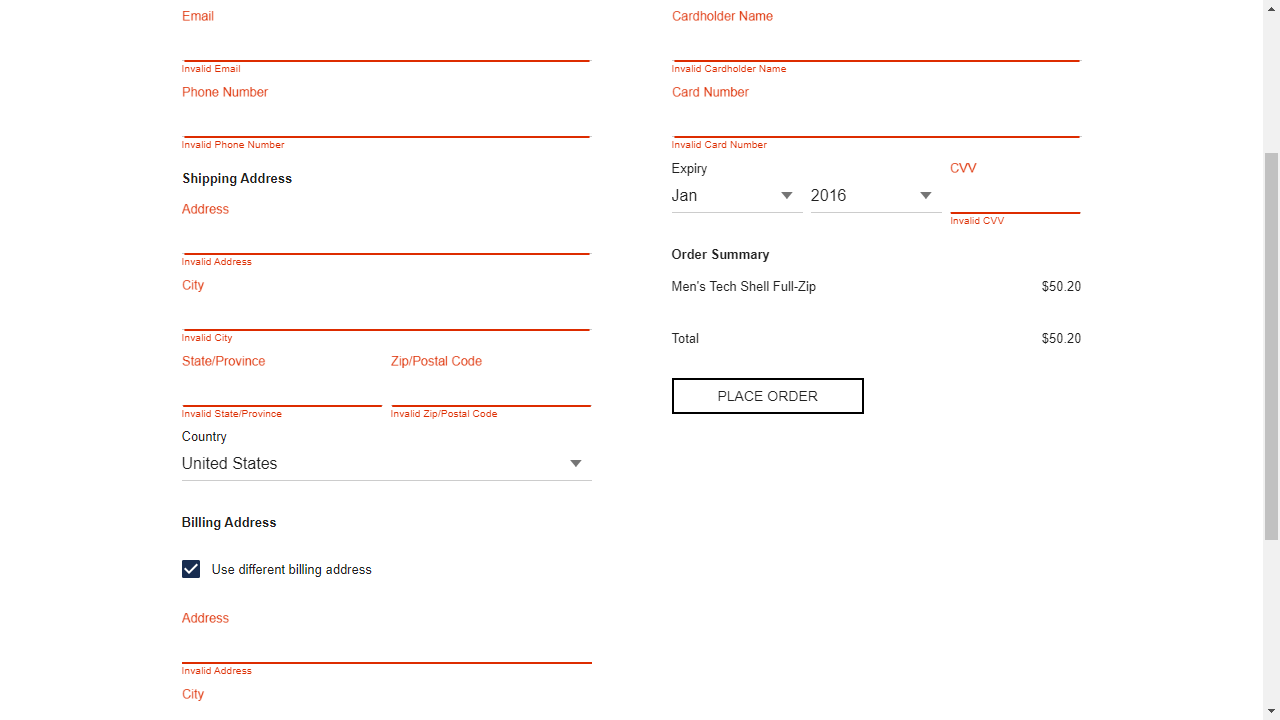 Email
Invalid Email
Phone Number
Invalid Phone Number
Shipping Address
Address
Invalid Address
City
Invalid City
State/Province Zip/Postal Code
Invalid State/Province Invalid Zip/Postal Code
Country
United States
Billing Address
Use different billing address
Address
Invalid Address
City
Cardholder Name
Invalid Cardholder Name
Card Number
Invalid Card Number
Expiry CVV
Jan 2016
Invalid CVV
Order Summary
Men's Tech Shell Full-Zip $50.20
Total $50.20
PLACE ORDER